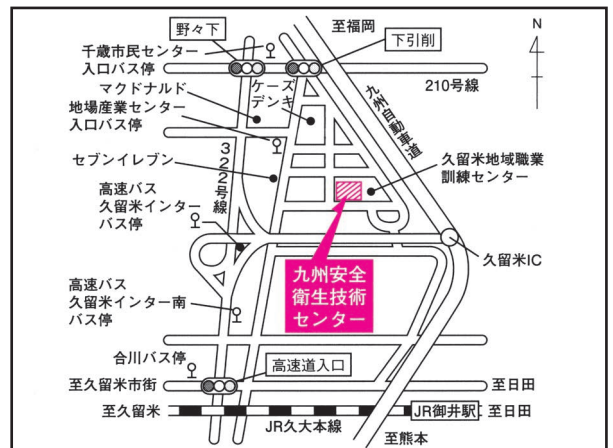 野々下
至福岡
N
千歳市民センター
入口バス停
下引削
210号線
マクドナルド
ケーズ
デンキ
九州自動車道
地場産業センター
入口バス停
セブンイレブン
322号線
久留米地域職業
訓練センター
高速バス
久留米インター
バス停
久留米IC
九州安全
衛生技術
センター
高速バス
久留米インター南
バス停
合川バス停
高速道入口
至久留米市街
至日田
至久留米
JR久大本線
JR御井駅
至日田
至熊本